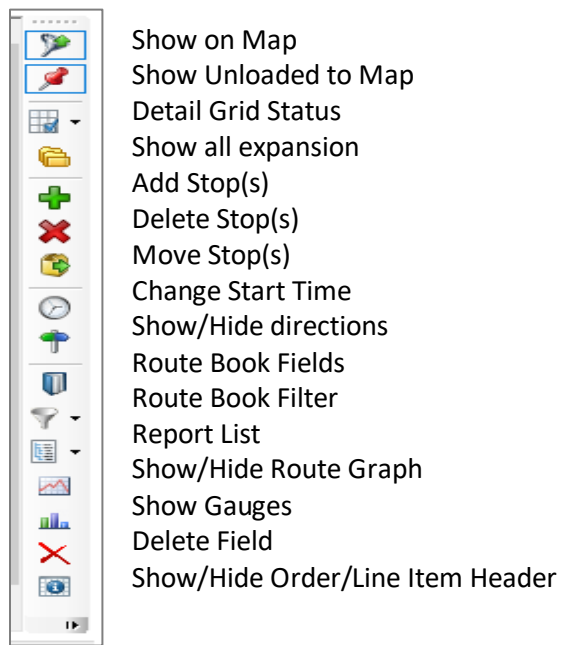 Show on Map
Show Unloaded to Map
Detail Grid Status
Show all expansion
Add Stop(s)
Delete Stop(s)
Move Stop(s)
Change Start Time
Show/Hide directions
Route Book Fields
Route Book Filter
Report List
Show/Hide Route Graph
Show Gauges
Delete Field
Show/Hide Order/Line Item Header